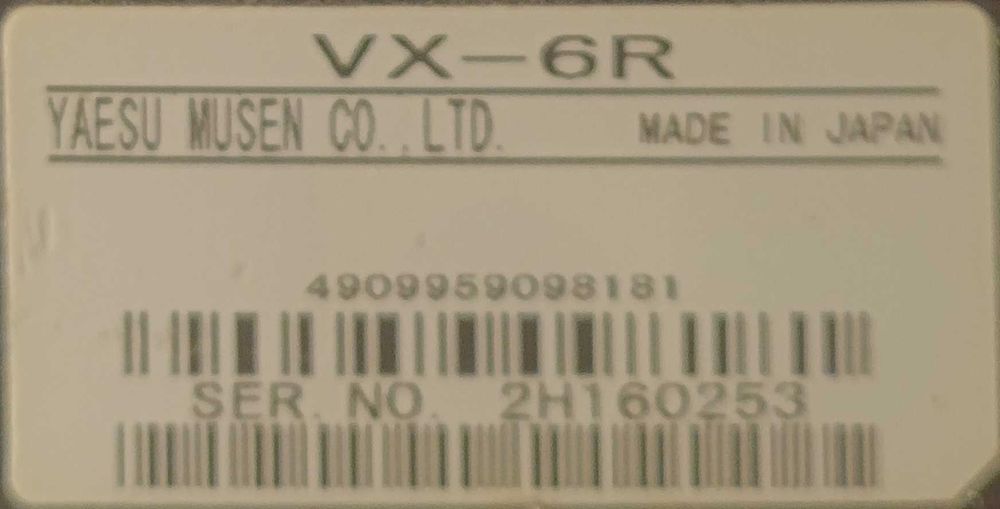 VX-6R
YAESU MUSEN CO.,LTD. MADE IN JAPAN
4909959098181
SER. NO. 2H160253